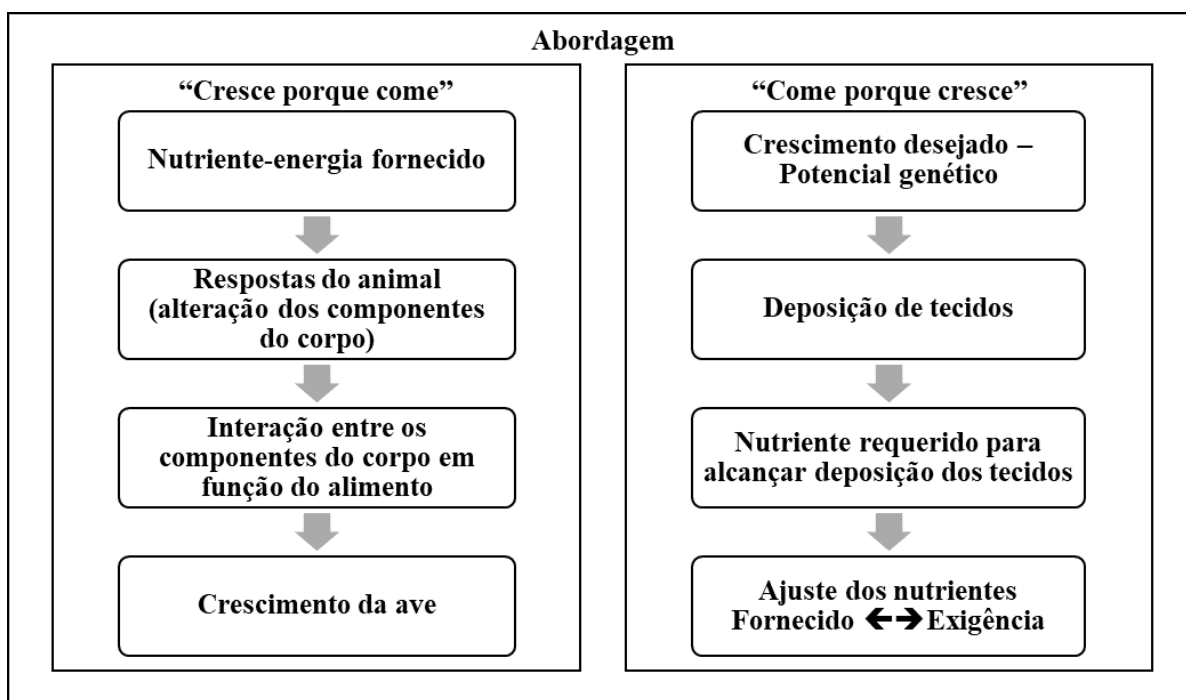 Abordagem
“Cresce porque come”
Nutriente-energia fornecido
Respostas do animal
(alteração dos componentes
do corpo)
Interação entre os
componentes do corpo em
função do alimento
Crescimento da ave
“Come porque cresce”
Crescimento desejado –
Potencial genético
Deposição de tecidos
Nutriente requerido para
alcançar deposição dos tecidos
Ajuste dos nutrientes
Fornecido 🡰🡲 Exigência